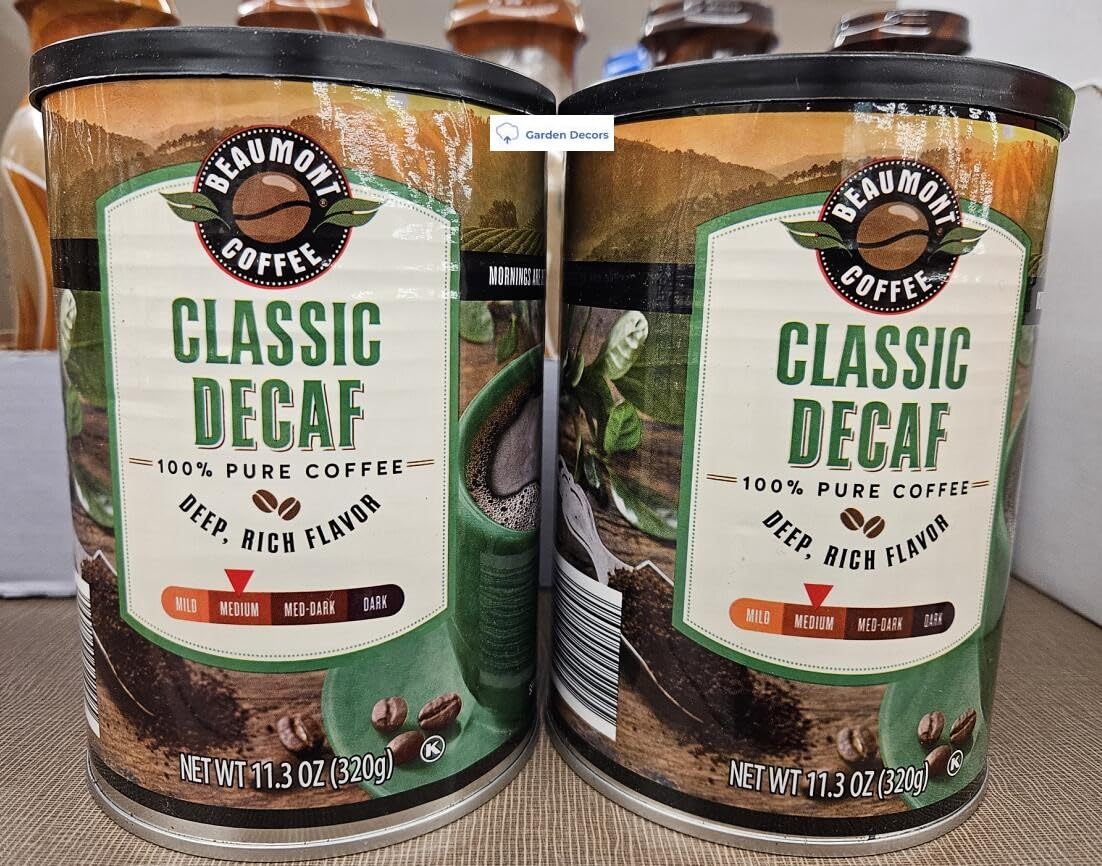 Garden Decors
BEAUMONT®
COFFEE
CLASSIC
DECAF
100% PURE COFFEE
DEEP, RICH FLAVOR
MILD MEDIUM MED-DARK DARK
NET WT 11.3 OZ (320g)
K
MORNINGS
BEAUMONT
COFFEE
CLASSIC
DECAF
100% PURE COFFEE
DEEP, RICH FLAVOR
MILD MEDIUM MED-DARK DARK
NET WT 11.3 OZ (320g)
K